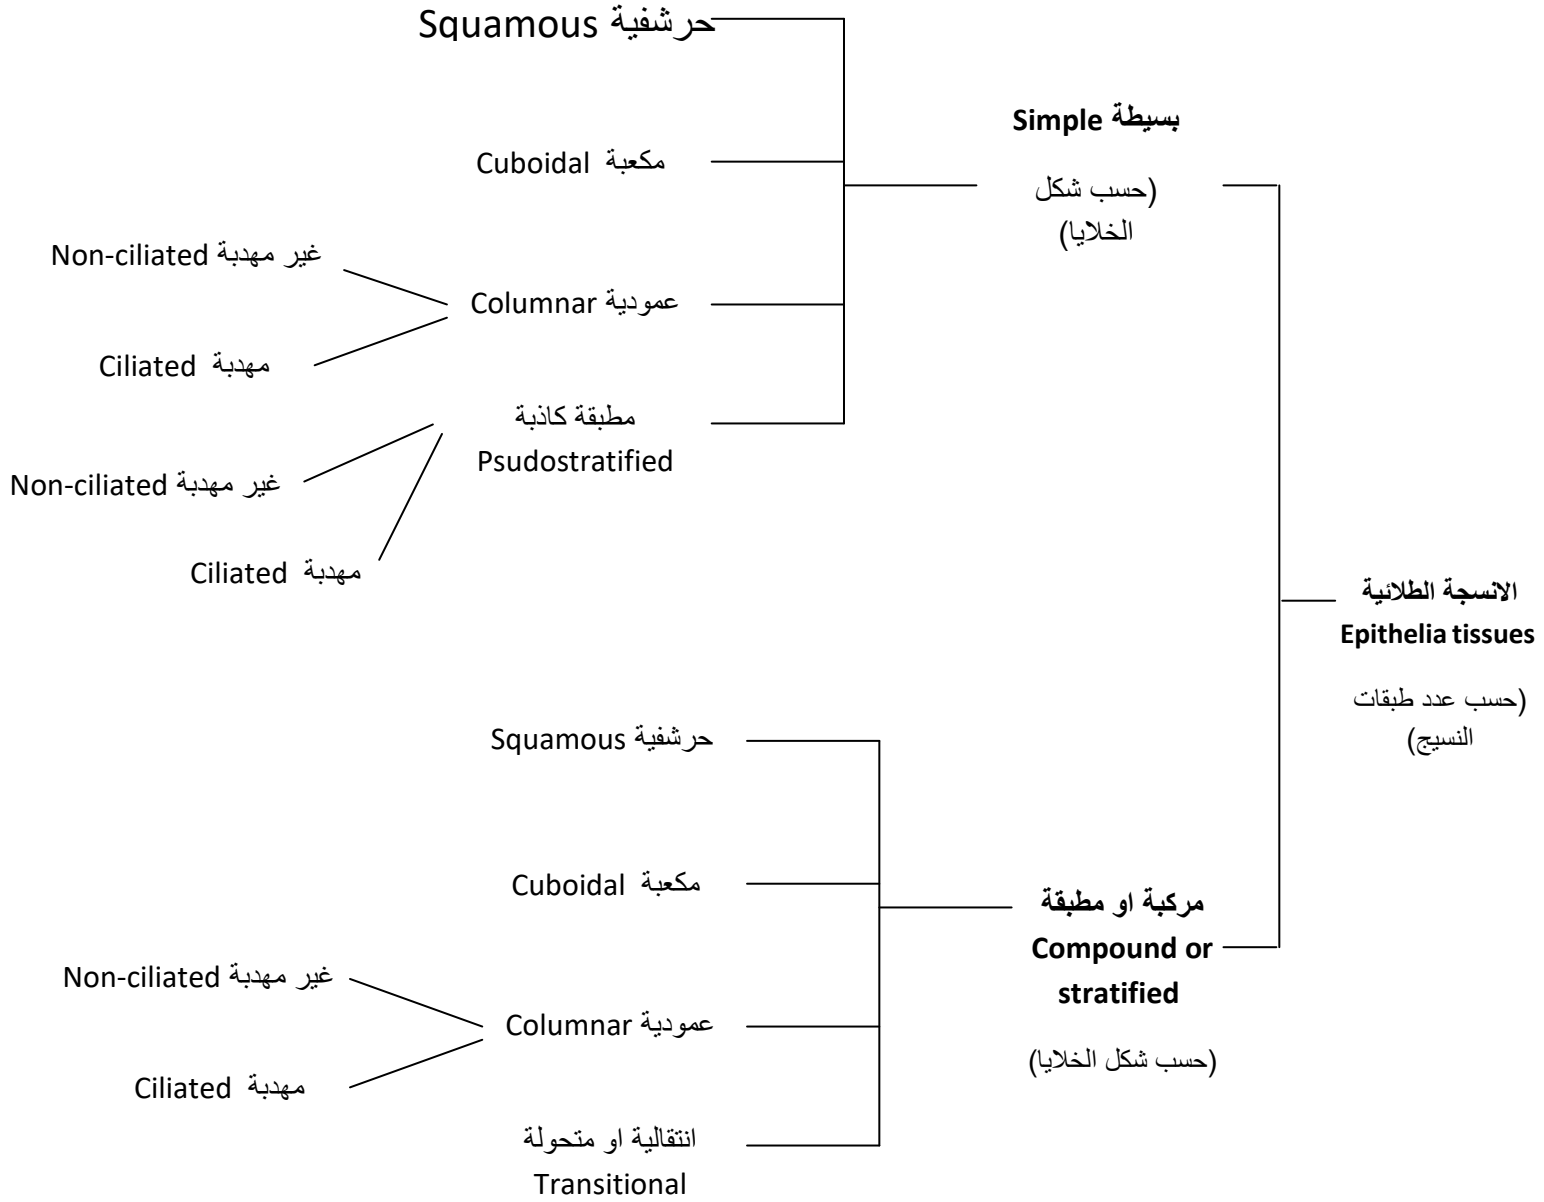 الانسجة الطلائية
Epithelia tissues
(حسب عدد طبقات
النسيج)
بسيطة Simple
(حسب شكل
الخلايا)
حرشفية Squamous
مكعبة Cuboidal
عمودية Columnar
غير مهدبة Non-ciliated
مهدبة Ciliated
مطبقة كاذبة
Psudostratified
غير مهدبة Non-ciliated
مهدبة Ciliated
مركبة او مطبقة
Compound or
stratified
(حسب شكل الخلايا)
حرشفية Squamous
مكعبة Cuboidal
عمودية Columnar
غير مهدبة Non-ciliated
مهدبة Ciliated
انتقالية او متحولة
Transitional